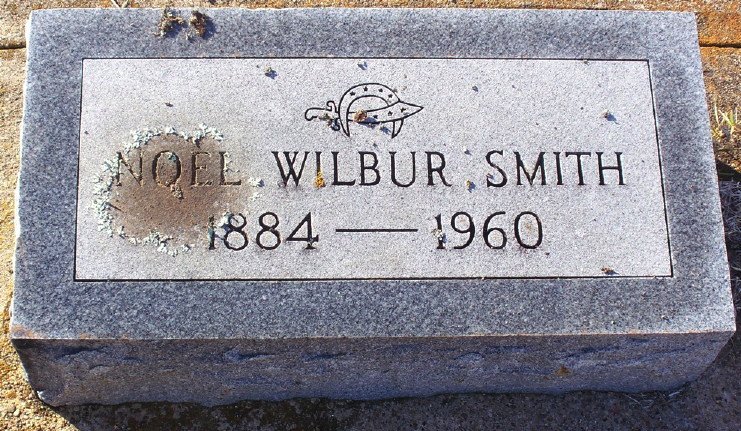 NOEL WILBUR SMITH
1884 — 1960